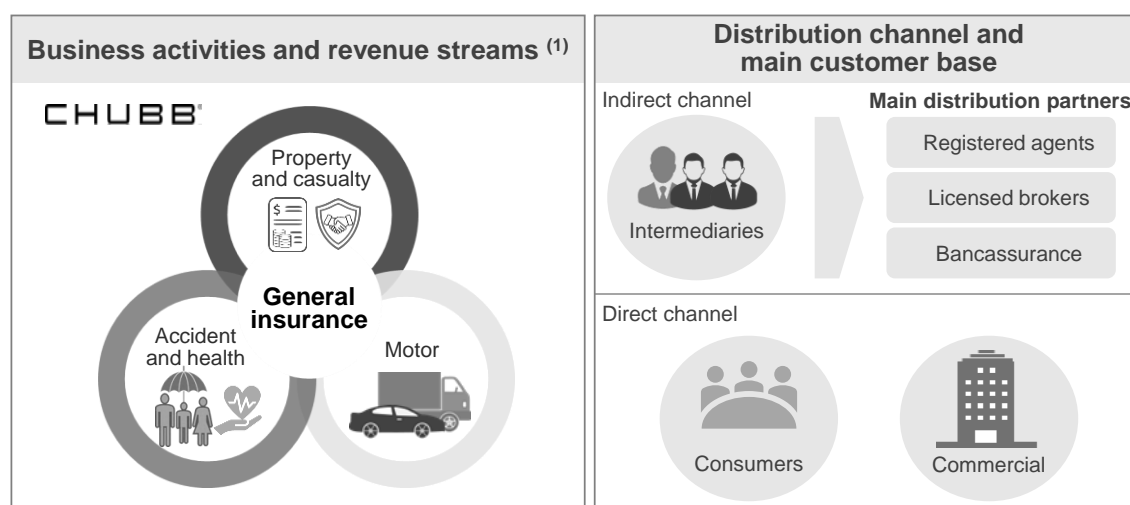 Business activities and revenue streams (1)
CHUBB®
Property
and casualty
$
General
insurance
Accident
and health
Motor
Distribution channel and
main customer base
Indirect channel
Main distribution partners
Intermediaries
Registered agents
Licensed brokers
Bancassurance
Direct channel
Consumers
Commercial